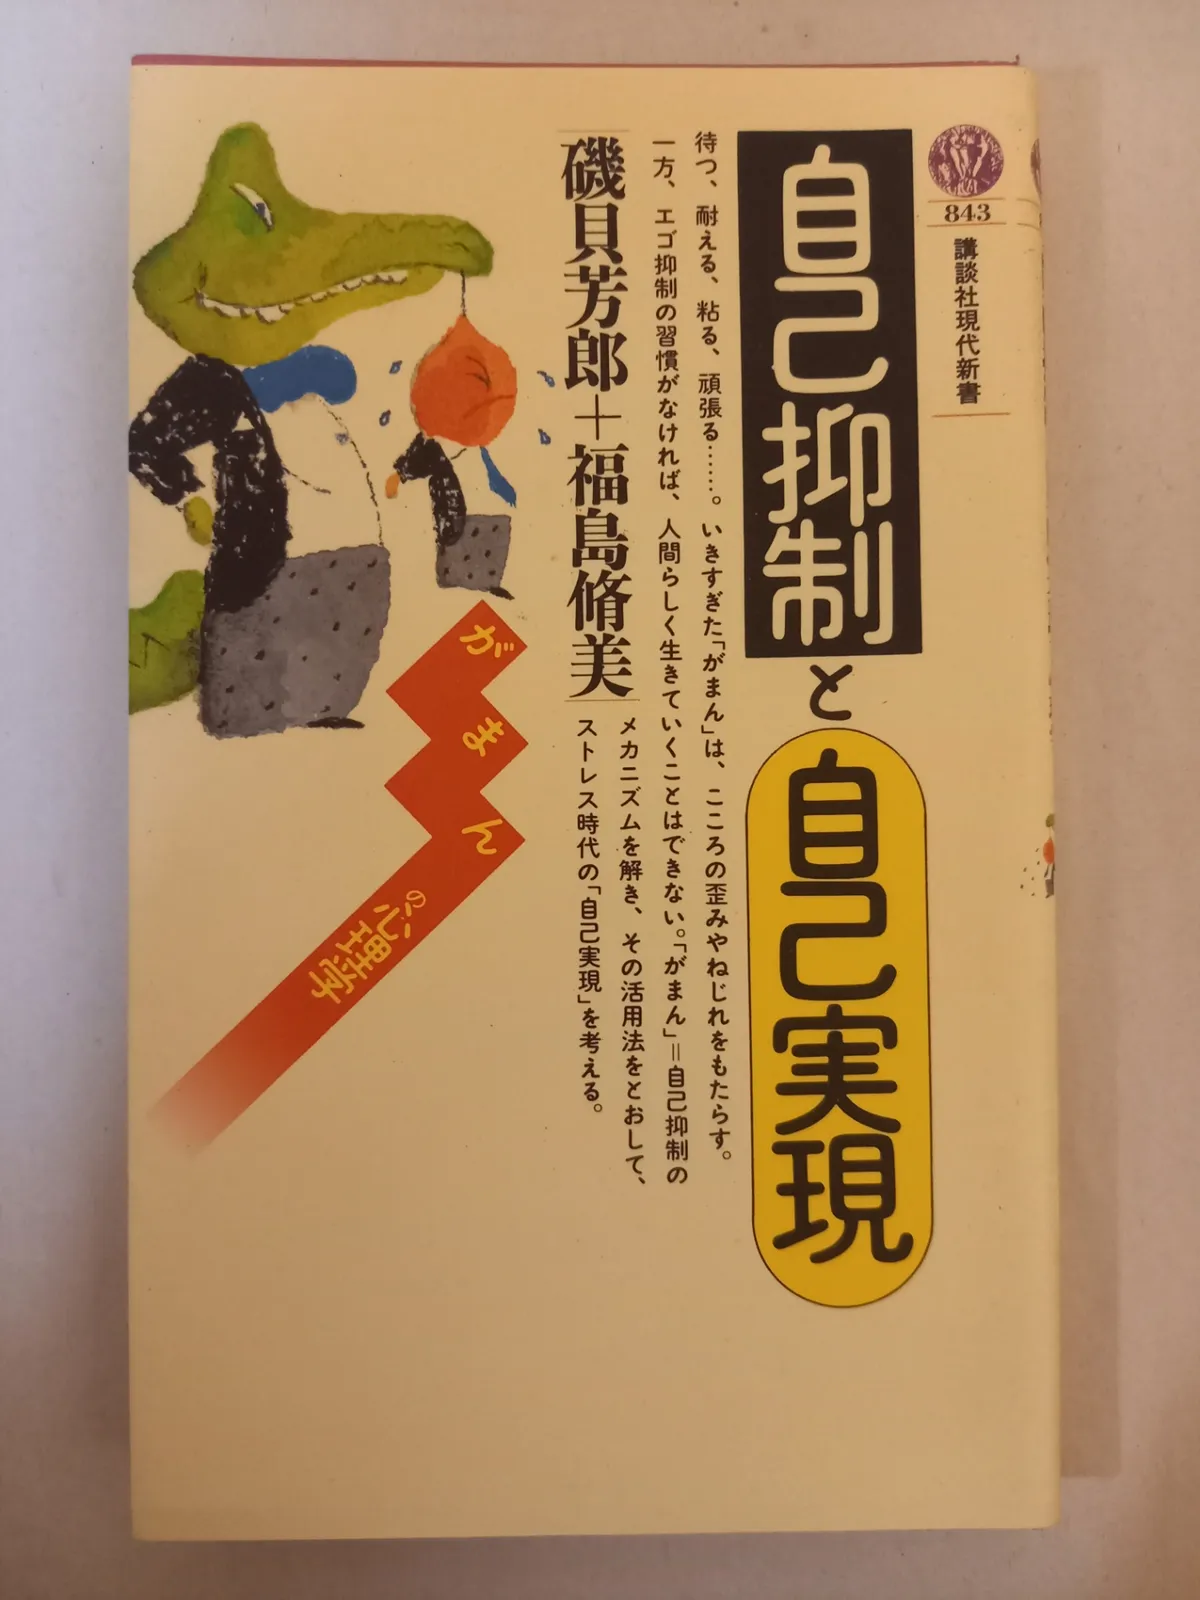 843
講談社現代新書
自己抑制と自己実現
待つ、耐える、粘る、頑張る……。いきすぎた「がまん」は、こころの歪みやねじれをもたらす。
一方、エゴ抑制の習慣がなければ、人間らしく生きていくことはできない。「がまん」＝自己抑制の
メカニズムを解き、その活用法をとおして、
ストレス時代の「自己実現」を考える。
磯貝芳郎＋福島脩美
がまんの心理学